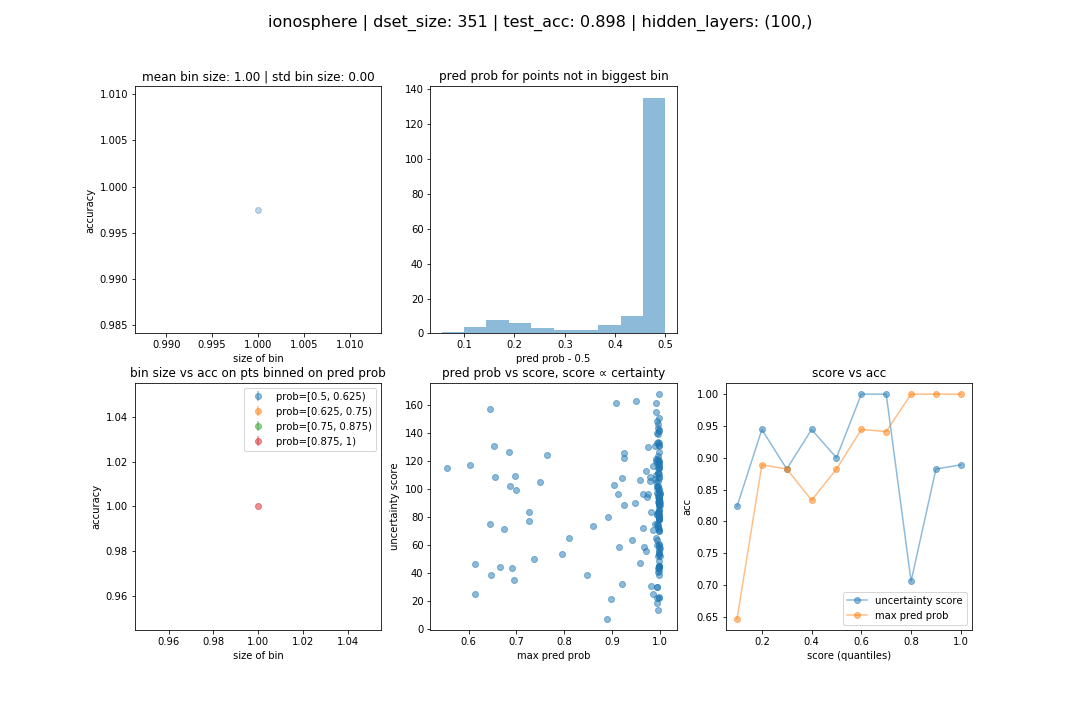 ionosphere | dset_size: 351 | test_acc: 0.898 | hidden_layers: (100,)
mean bin size: 1.00 | std bin size: 0.00
1.010
1.005
1.000
0.995
0.990
0.985
accuracy
0.990 0.995 1.000 1.005 1.010
size of bin
pred prob for points not in biggest bin
140
120
100
80
60
40
20
0
0.1 0.2 0.3 0.4 0.5
pred prob - 0.5
bin size vs acc on pts binned on pred prob
prob=[0.5, 0.625)
prob=[0.625, 0.75)
prob=[0.75, 0.875)
prob=[0.875, 1)
1.04
1.02
1.00
0.98
0.96
accuracy
0.96 0.98 1.00 1.02 1.04
size of bin
pred prob vs score, score ∝ certainty
160
140
120
100
80
60
40
20
0
uncertainty score
0.6 0.7 0.8 0.9 1.0
max pred prob
score vs acc
1.00
0.95
0.90
0.85
0.80
0.75
0.70
0.65
acc
uncertainty score
max pred prob
0.2 0.4 0.6 0.8 1.0
score (quantiles)